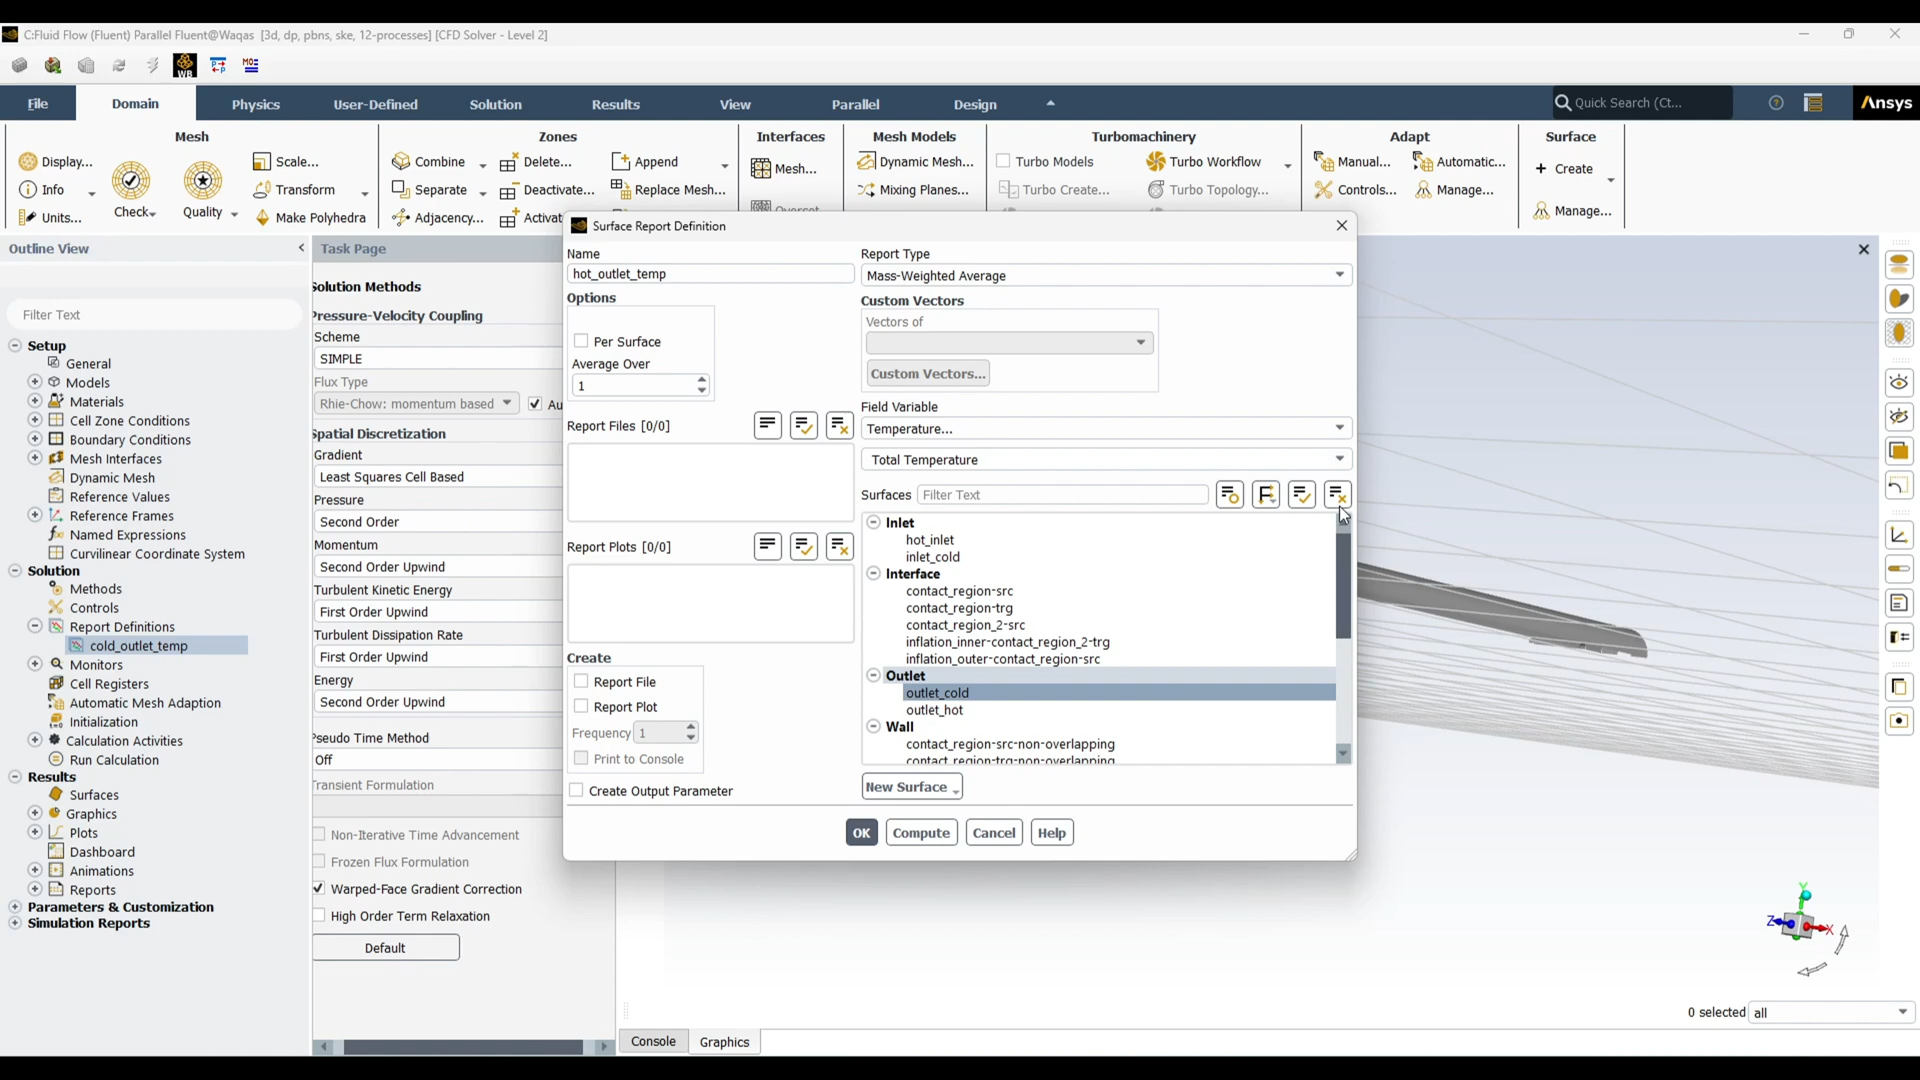 C:Fluid Flow (Fluent) Parallel Fluent@Waqas [3d, dp, pbns, ske, 12-processes] [CFD Solver - Level 2]
WB
File
Domain
Physics
User-Defined
Solution
Results
View
Parallel
Design
Quick Search (Ct...
Ansys
Mesh
Display...
Info
Units...
Check
Quality
Scale...
Transform
Make Polyhedra
Zones
Combine
Delete...
Append
Separate
Deactivate...
Replace Mesh...
Adjacency...
Activat
Interfaces
Mesh...
Overset
Mesh Models
Dynamic Mesh...
Mixing Planes...
Turbomachinery
Turbo Models
Turbo Workflow
Turbo Create...
Turbo Topology...
Adapt
Manual...
Automatic...
Controls...
Manage...
Surface
+ Create
Manage...
Outline View
<
Filter Text
Setup
General
Models
Materials
Cell Zone Conditions
Boundary Conditions
Mesh Interfaces
Dynamic Mesh
Reference Values
Reference Frames
Named Expressions
Curvilinear Coordinate System
Solution
Methods
Controls
Report Definitions
cold_outlet_temp
Monitors
Cell Registers
Automatic Mesh Adaption
Initialization
Calculation Activities
Run Calculation
Results
Surfaces
Graphics
Plots
Dashboard
Animations
Reports
Parameters & Customization
Simulation Reports
Task Page
Solution Methods
Pressure-Velocity Coupling
Scheme
SIMPLE
Flux Type
Rhie-Chow: momentum based
Au
Spatial Discretization
Gradient
Least Squares Cell Based
Pressure
Second Order
Momentum
Second Order Upwind
Turbulent Kinetic Energy
First Order Upwind
Turbulent Dissipation Rate
First Order Upwind
Energy
Second Order Upwind
Pseudo Time Method
Off
Transient Formulation
Non-Iterative Time Advancement
Frozen Flux Formulation
Warped-Face Gradient Correction
High Order Term Relaxation
Default
Surface Report Definition
Name
hot_outlet_temp
Options
Per Surface
Average Over
1
Report Files [0/0]
Report Plots [0/0]
Create
Report File
Report Plot
Frequency 1
Print to Console
Create Output Parameter
Report Type
Mass-Weighted Average
Custom Vectors
Vectors of
Custom Vectors...
Field Variable
Temperature...
Total Temperature
Surfaces Filter Text
Inlet
hot_inlet
inlet_cold
Interface
contact_region-src
contact_region-trg
contact_region_2-src
inflation_inner-contact_region_2-trg
inflation_outer-contact_region-src
Outlet
outlet_cold
outlet_hot
Wall
contact_region-src-non-overlapping
contact_region-trg-non-overlapping
New Surface
OK
Compute
Cancel
Help
Y
Z
X
0 selected all
Console
Graphics